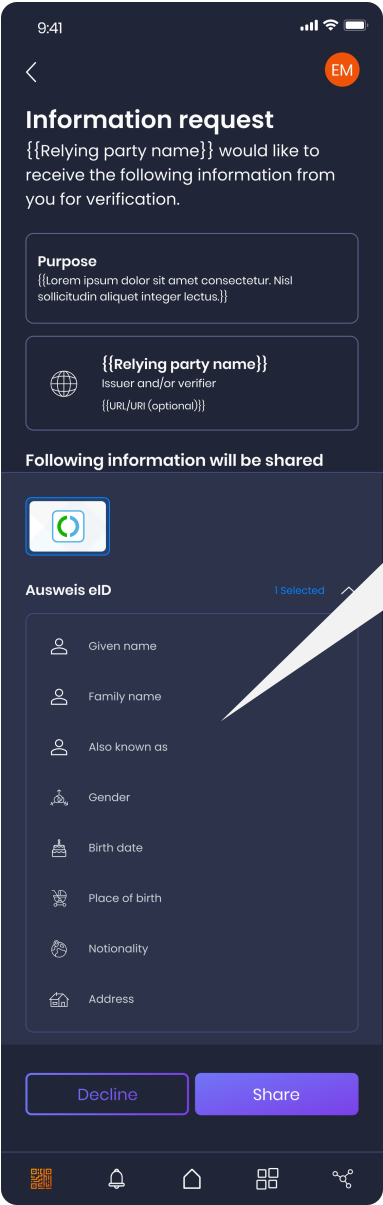 9:41
EM
Information request
{{Relying party name}} would like to
receive the following information from
you for verification.
Purpose
{{Lorem ipsum dolor sit amet consectetur. Nisl
sollicitudin aliquet integer lectus.}}
{{Relying party name}}
Issuer and/or verifier
{{URL/URI (optional)}}
Following information will be shared
Ausweis eID
1 Selected
Given name
Family name
Also known as
Gender
Birth date
Place of birth
Notionality
Address
Decline
Share